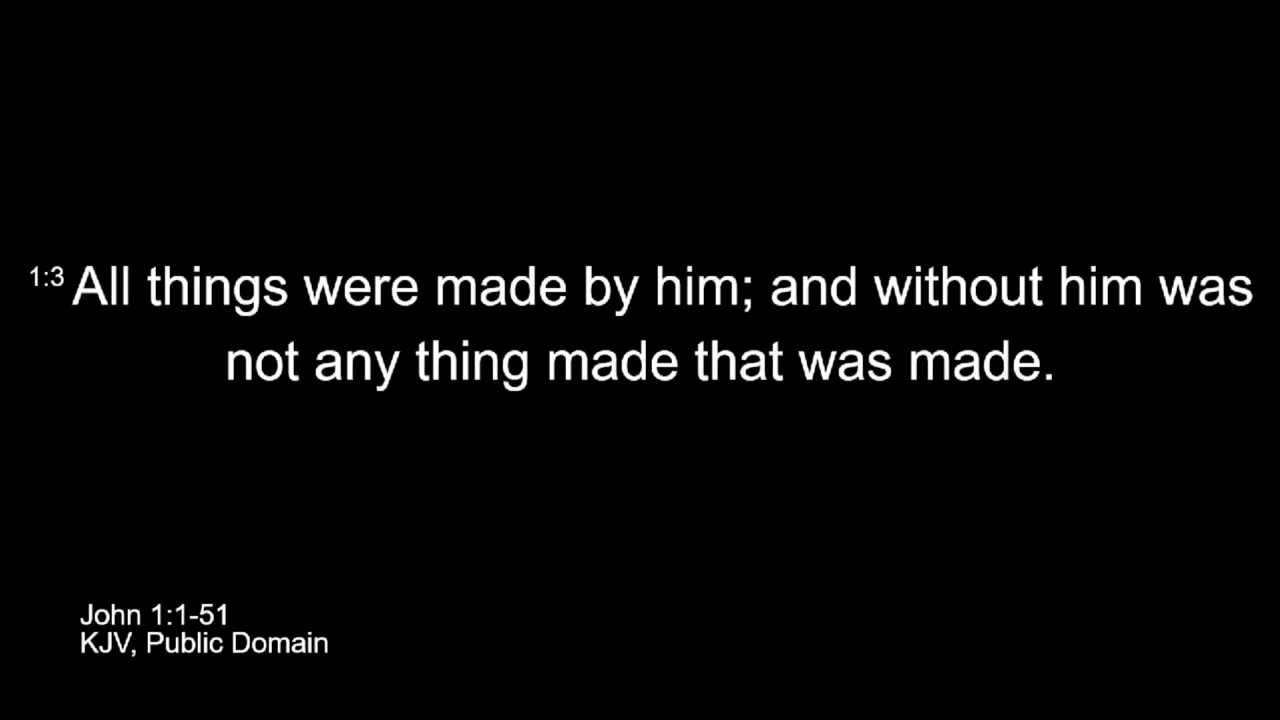 1:3 All things were made by him; and without him was
not any thing made that was made.
John 1:1-51
KJV, Public Domain